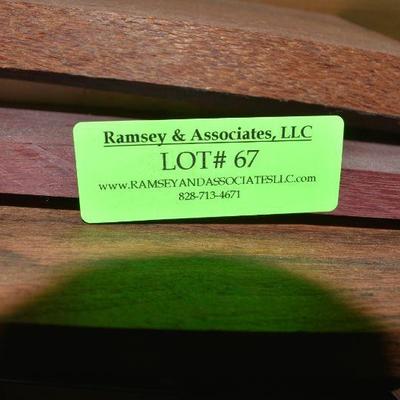 Ramsey & Associates, LLC
LOT# 67
www.RAMSEYANDASSOCIATESLLC.com
828-713-4671